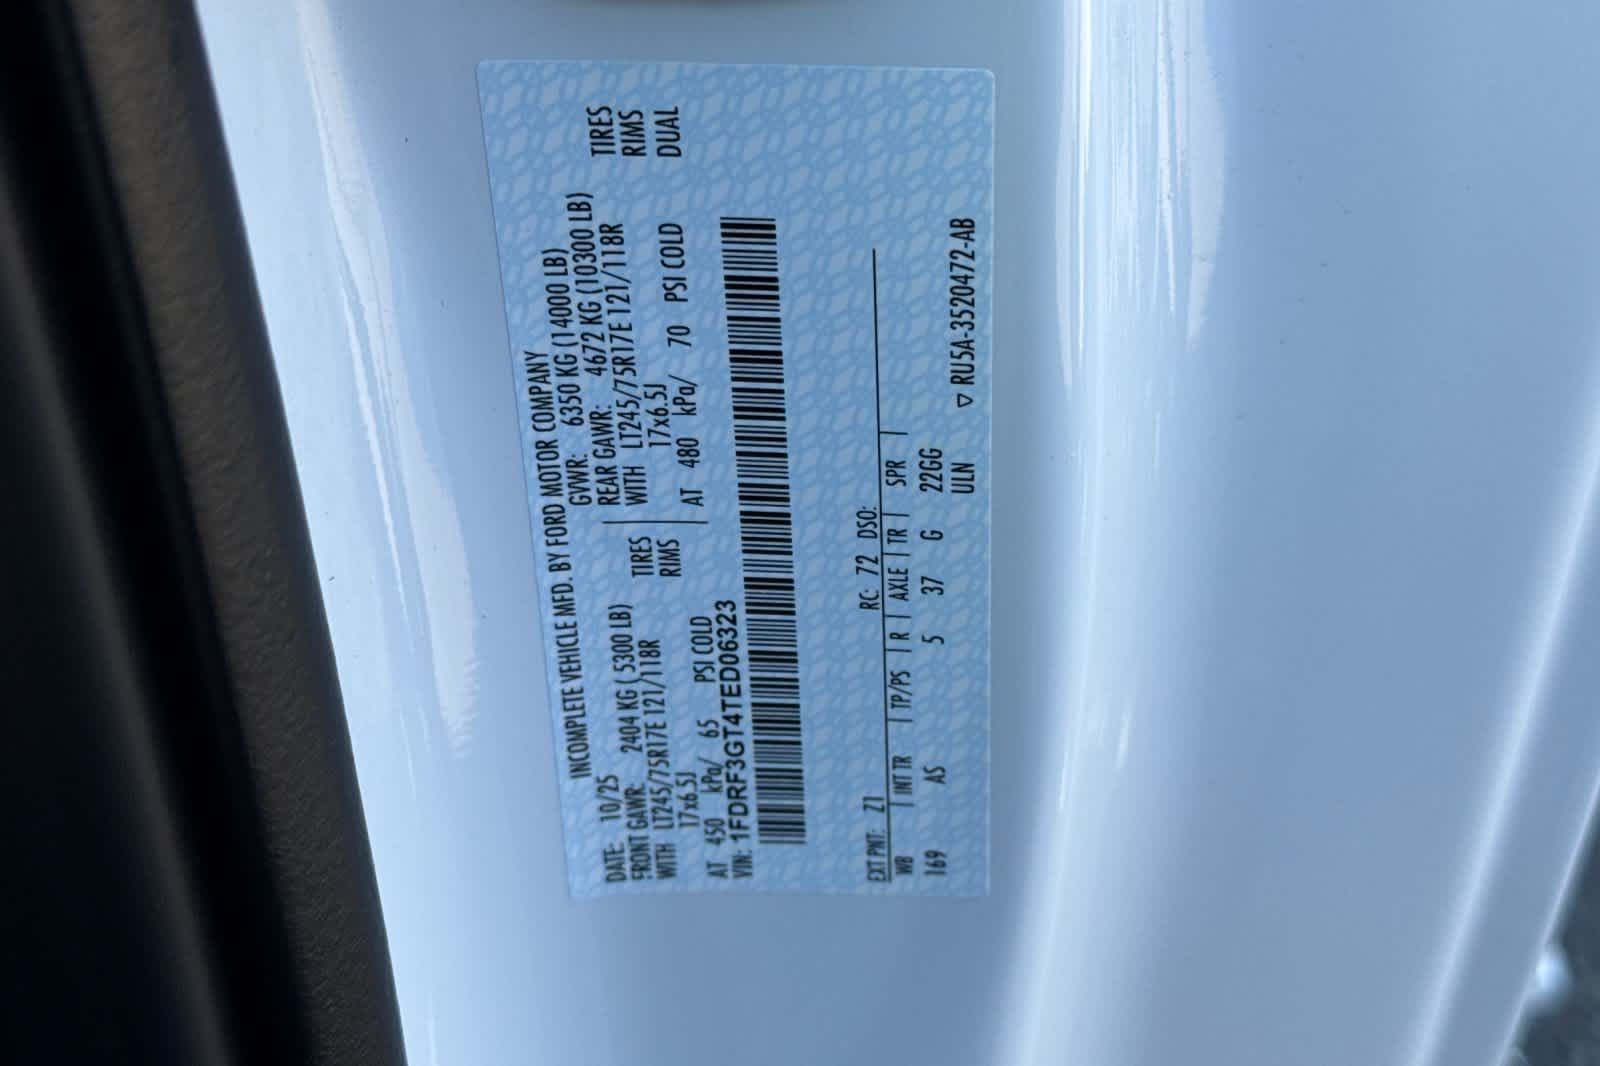 INCOMPLETE VEHICLE MFD. BY FORD MOTOR COMPANY
DATE: 10/25 GVWR: 6350 KG (14000 LB)
FRONT GAWR: 2404 KG ( 5300 LB) REAR GAWR: 4672 KG (10300 LB)
WITH LT245/75R17E 121/118R TIRES WITH LT245/75R17E 121/118R TIRES
17x6.5J RIMS 17x6.5J RIMS
AT 450 kPa/ 65 PSI COLD AT 480 kPa/ 70 PSI COLD DUAL
VIN: 1FDRF3GT4TED06323
EXT PNT: Z1 RC: 72 DSO:
WB | INT TR | TP/PS | R | AXLE | TR | SPR |
169 AS 5 37 G 22GG
ULN ▽ RU5A-3520472-AB